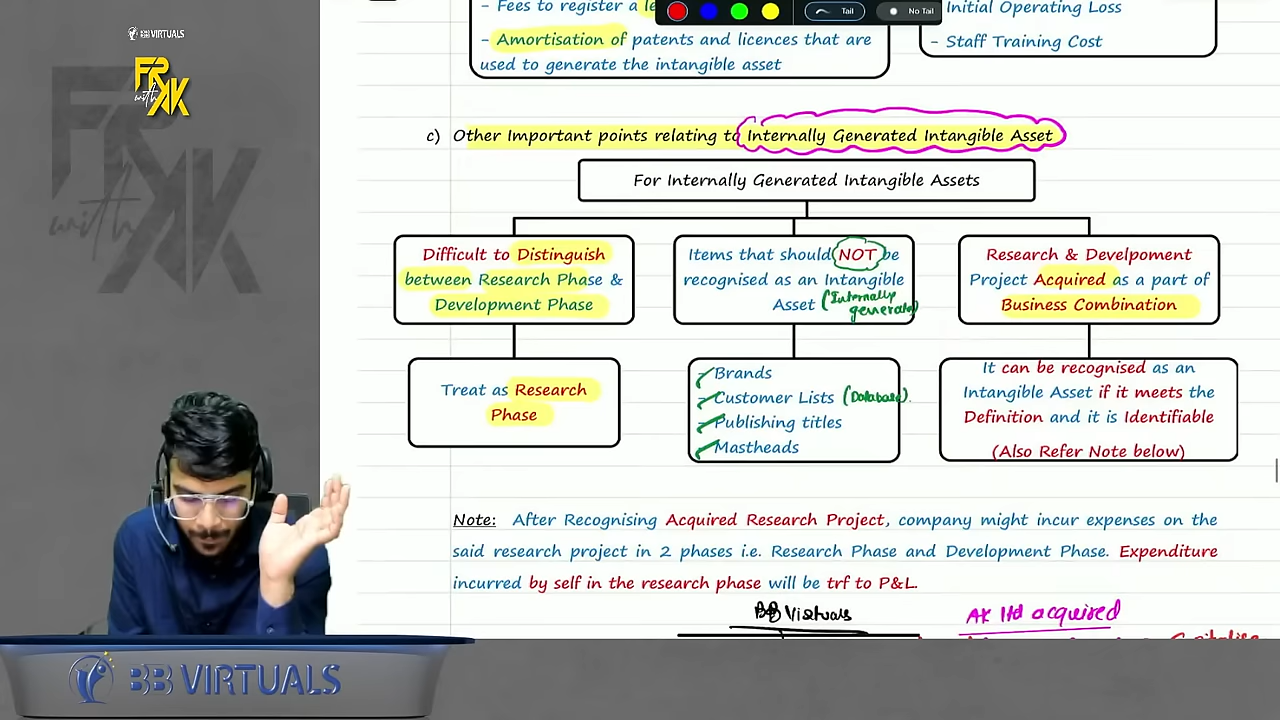 - Fees to register a
Initial Operating Loss
Tail
No Tail
- Amortisation of patents and licences that are
used to generate the intangible asset
- Staff Training Cost
BB VIRTUALS
FR
with
AK
c) Other Important points relating to Internally Generated Intangible Asset
For Internally Generated Intangible Assets
Difficult to Distinguish
between Research Phase &
Development Phase
Items that should NOT be
recognised as an Intangible
Asset (Internally
generated)
Research & Develpoment
Project Acquired as a part of
Business Combination
Treat as Research
Phase
- Brands
- Customer Lists (Database).
- Publishing titles
- Mastheads
It can be recognised as an
Intangible Asset if it meets the
Definition and it is Identifiable
(Also Refer Note below)
Note: After Recognising Acquired Research Project, company might incur expenses on the
said research project in 2 phases i.e. Research Phase and Development Phase. Expenditure
incurred by self in the research phase will be trf to P&L.
BB Virtuals
AK ltd acquired
Capitalise
BB VIRTUALS